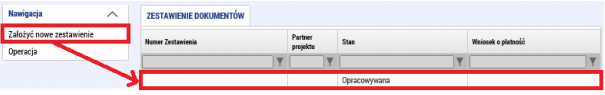 Nawigacja
Założyć nowe zestawienie
Operacja
ZESTAWIENIE DOKUMENTÓW
Numer Zestawienia
Partner projektu
Stan
Wniosek o płatność
Opracowywana